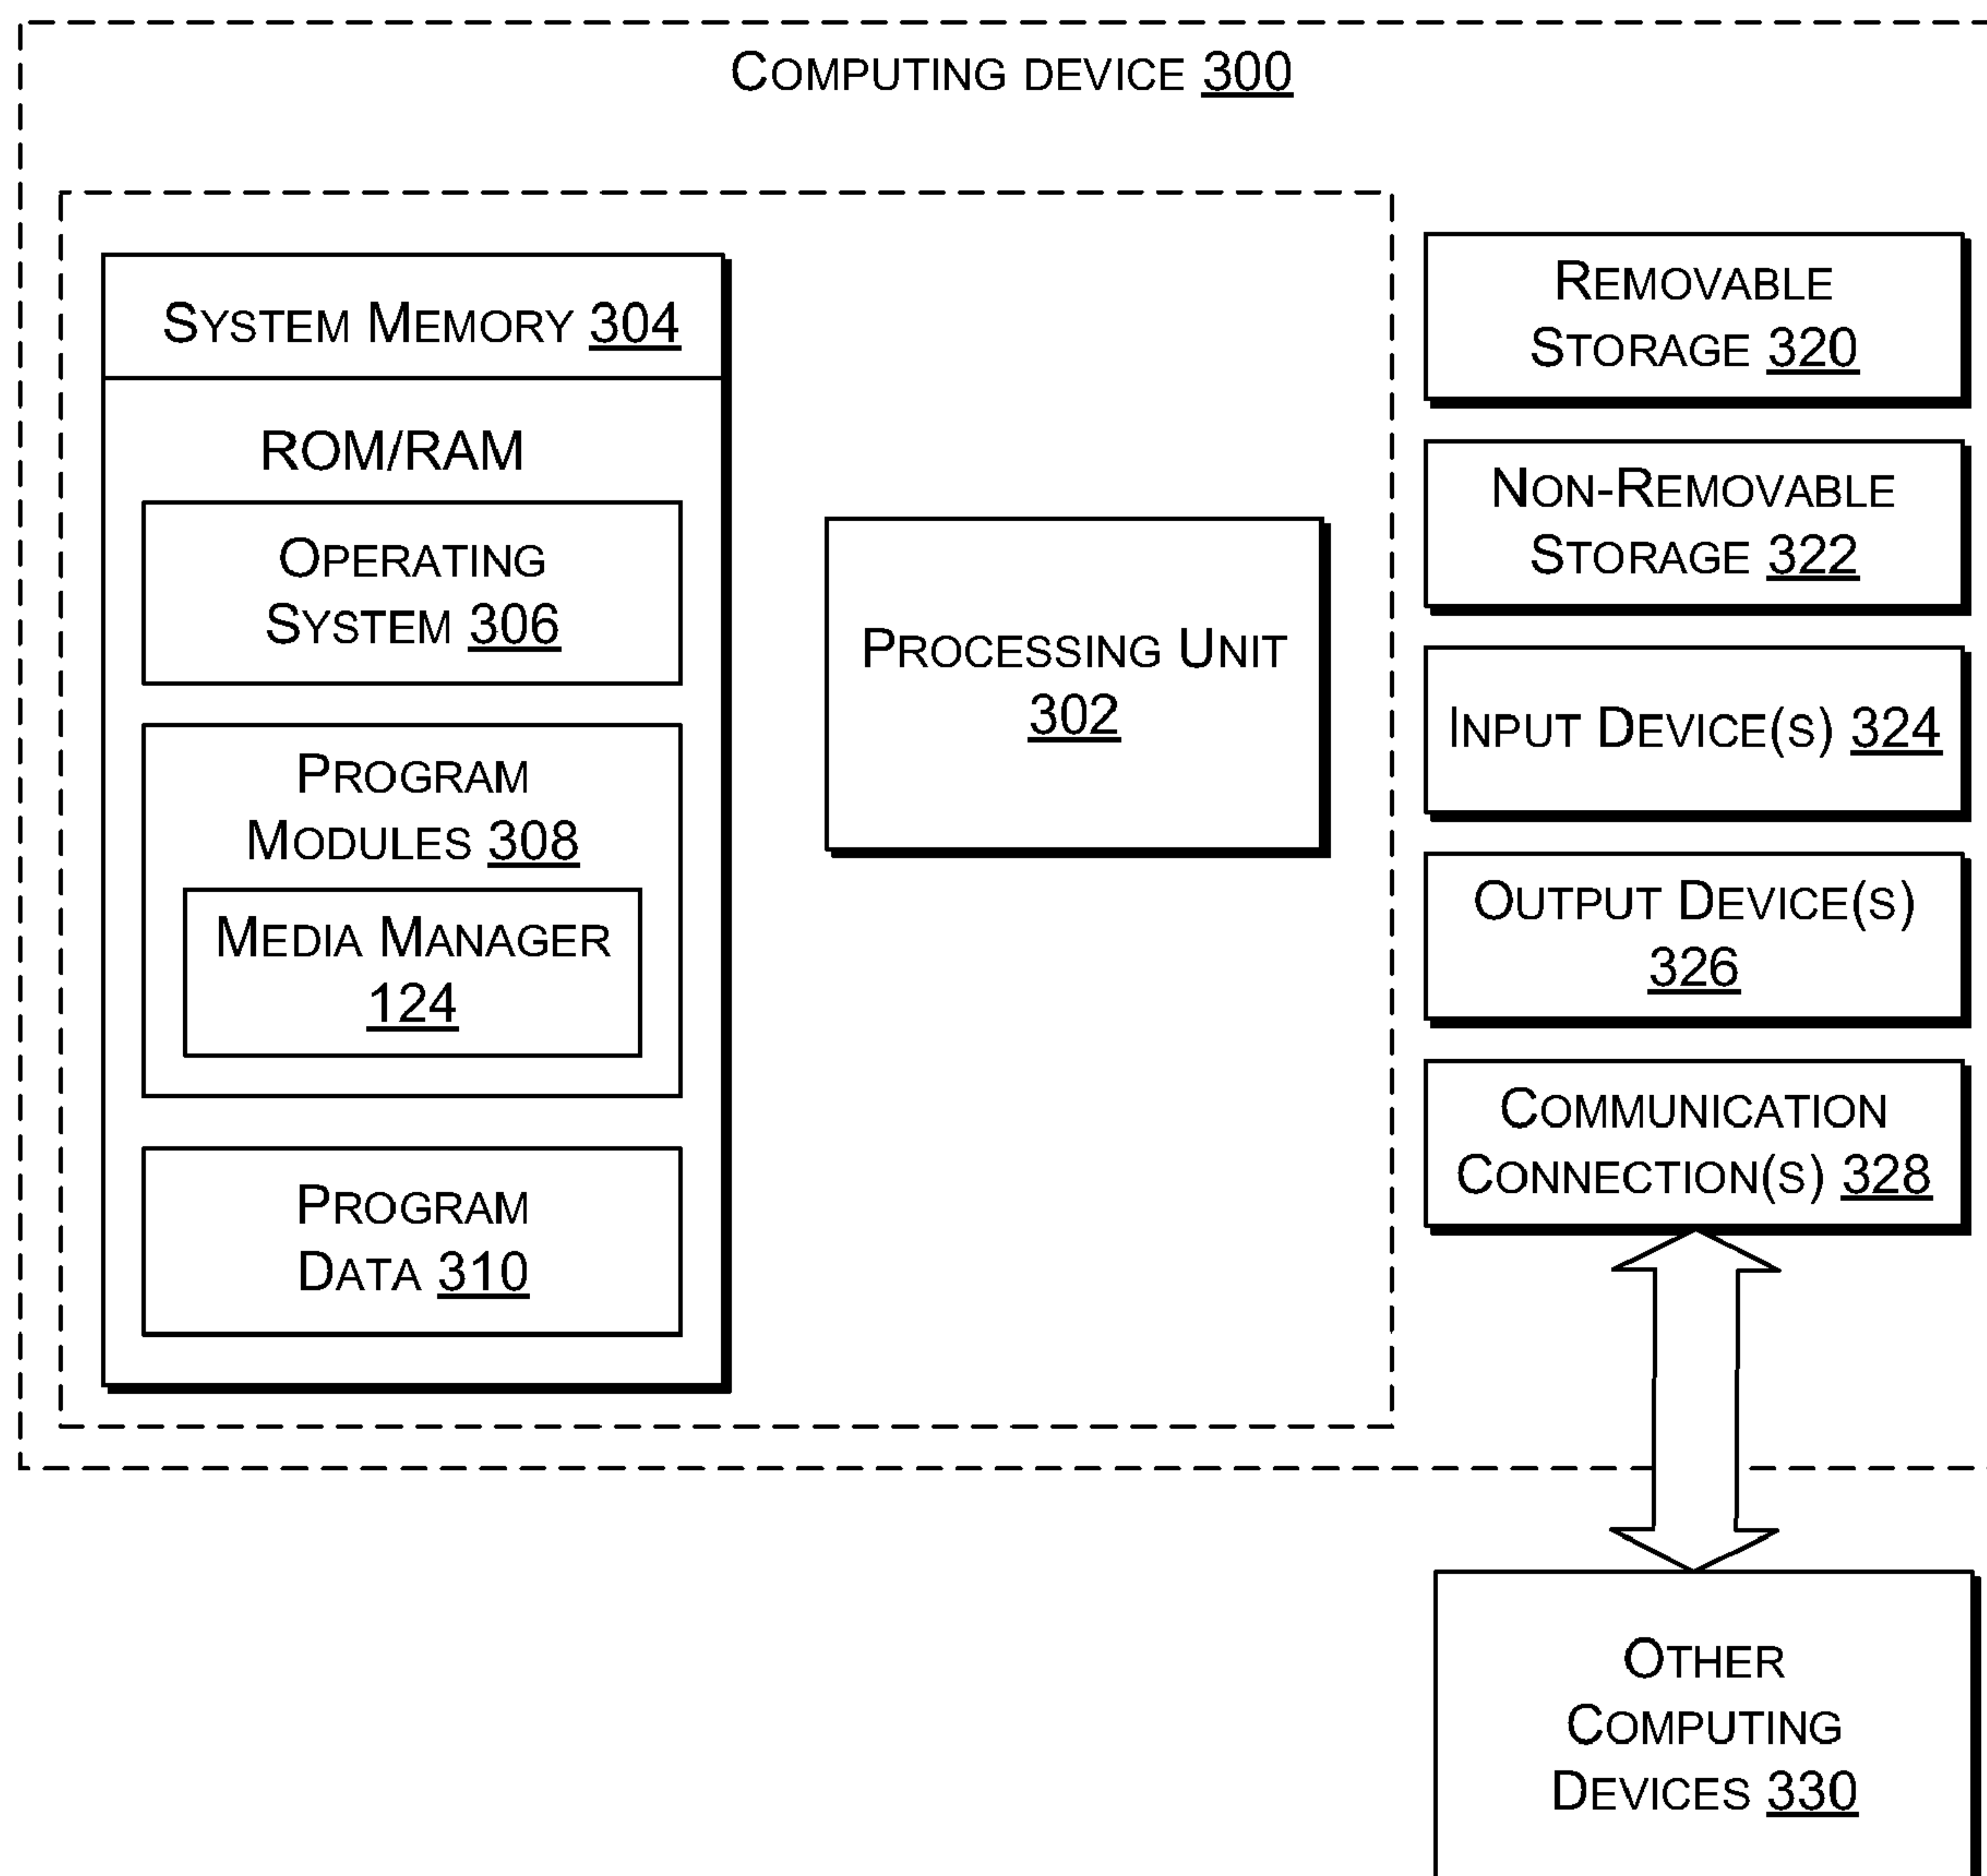 COMPUTING DEVICE 300
SYSTEM MEMORY 304
ROM/RAM
OPERATING
SYSTEM 306
PROGRAM
MODULES 308
MEDIA MANAGER
124
PROGRAM
DATA 310
PROCESSING UNIT
302
REMOVABLE
STORAGE 320
NON-REMOVABLE
STORAGE 322
INPUT DEVICE(S) 324
OUTPUT DEVICE(S)
326
COMMUNICATION
CONNECTION(S) 328
OTHER
COMPUTING
DEVICES 330